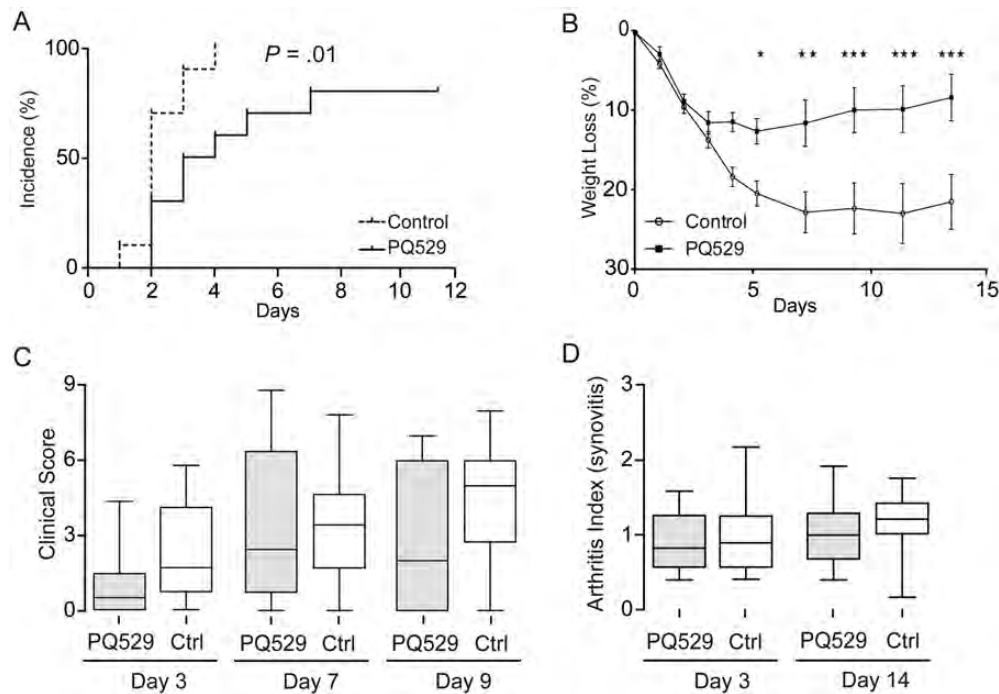 A
100
50
0
Incidence (%)
P = .01
Control
PQ529
0 2 4 6 8 10 12
Days
B
0
10
20
30
Weight Loss (%)
* ** *** *** ***
Control
PQ529
0 5 10 15
Days
C
9
6
3
0
Clinical Score
PQ529 Ctrl PQ529 Ctrl PQ529 Ctrl
Day 3 Day 7 Day 9
D
3
2
1
0
Arthritis Index (synovitis)
PQ529 Ctrl PQ529 Ctrl
Day 3 Day 14